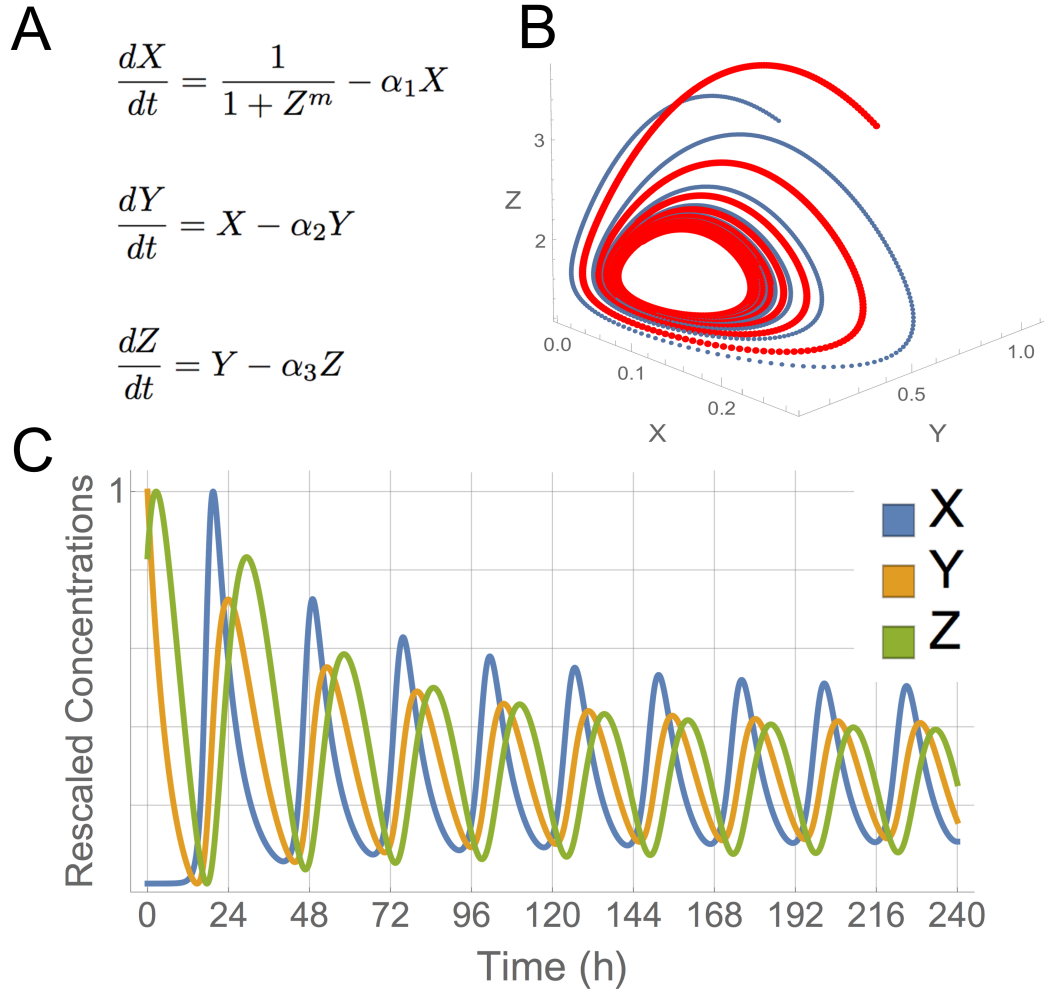 A
dX/dt = 1/(1 + Z^m) − α₁X
dY/dt = X − α₂Y
dZ/dt = Y − α₃Z
B
3
2
Z
0.0
0.1
0.2
X
0.5
1.0
Y
C
Rescaled Concentrations
1
X
Y
Z
0 24 48 72 96 120 144 168 192 216 240
Time (h)